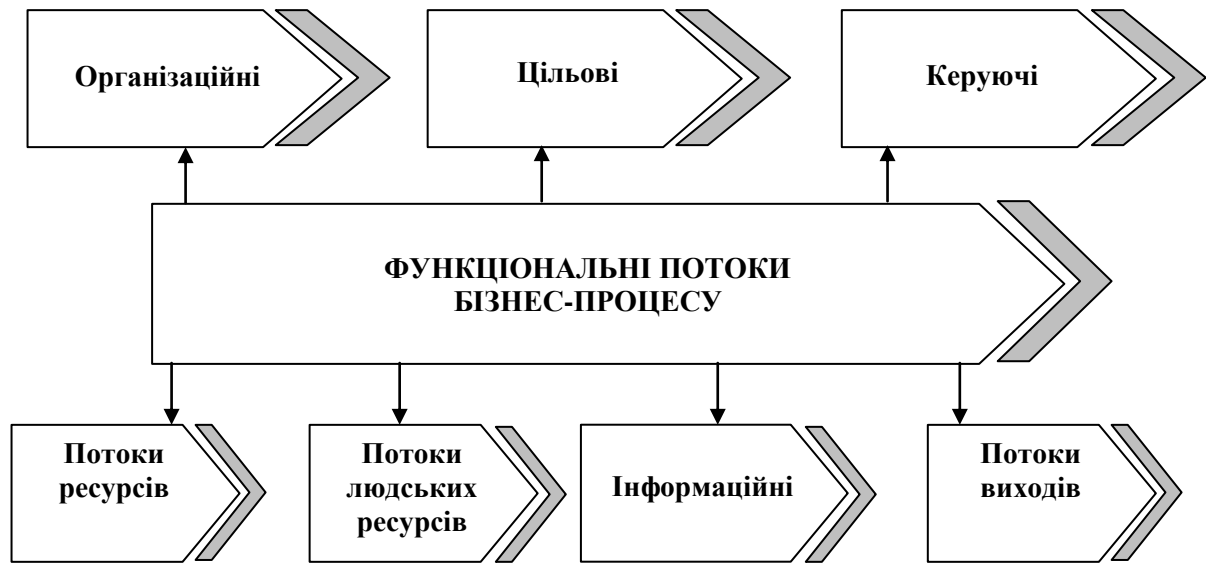 Організаційні
Цільові
Керуючі
ФУНКЦІОНАЛЬНІ ПОТОКИ
БІЗНЕС-ПРОЦЕСУ
Потоки
ресурсів
Потоки
людських
ресурсів
Інформаційні
Потоки
виходів